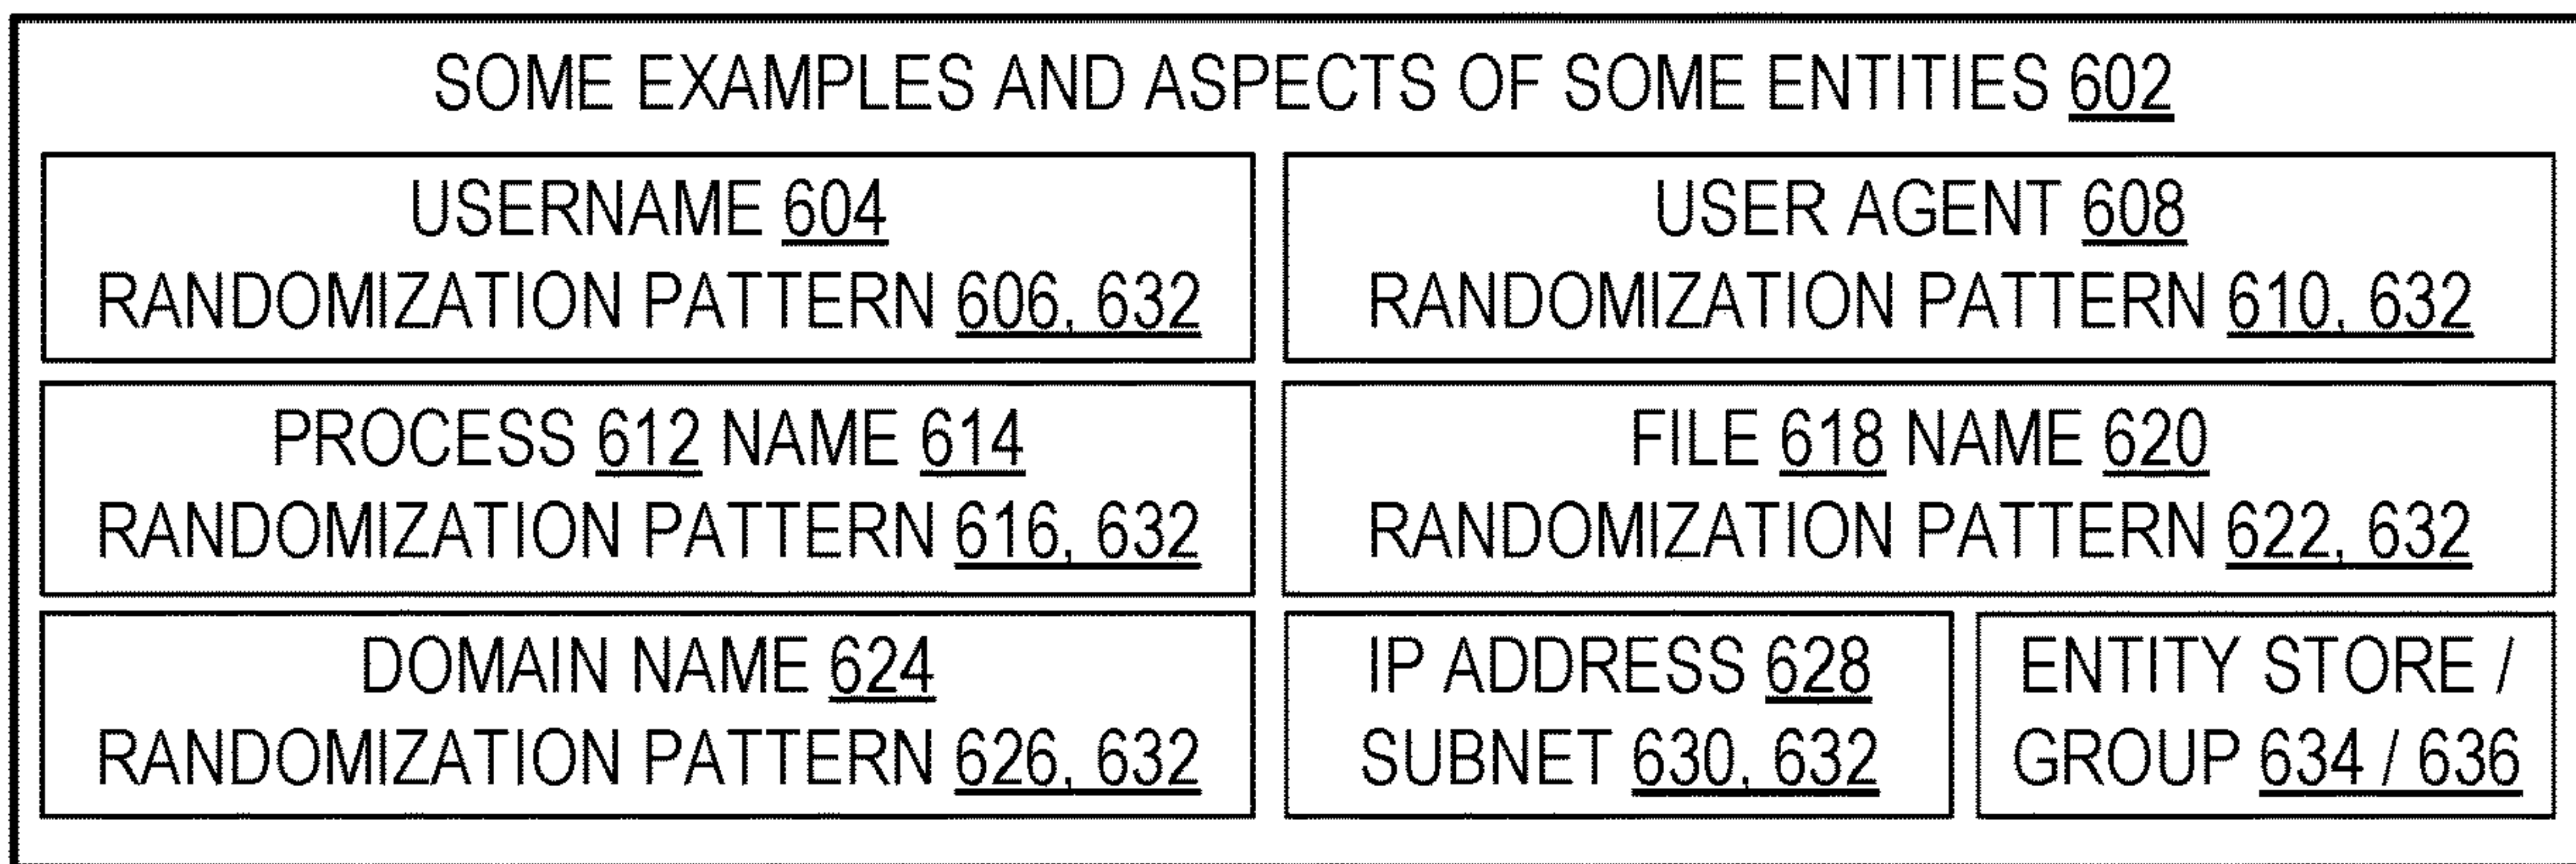 SOME EXAMPLES AND ASPECTS OF SOME ENTITIES 602
USERNAME 604
RANDOMIZATION PATTERN 606, 632
USER AGENT 608
RANDOMIZATION PATTERN 610, 632
PROCESS 612 NAME 614
RANDOMIZATION PATTERN 616, 632
FILE 618 NAME 620
RANDOMIZATION PATTERN 622, 632
DOMAIN NAME 624
RANDOMIZATION PATTERN 626, 632
IP ADDRESS 628
SUBNET 630, 632
ENTITY STORE /
GROUP 634 / 636